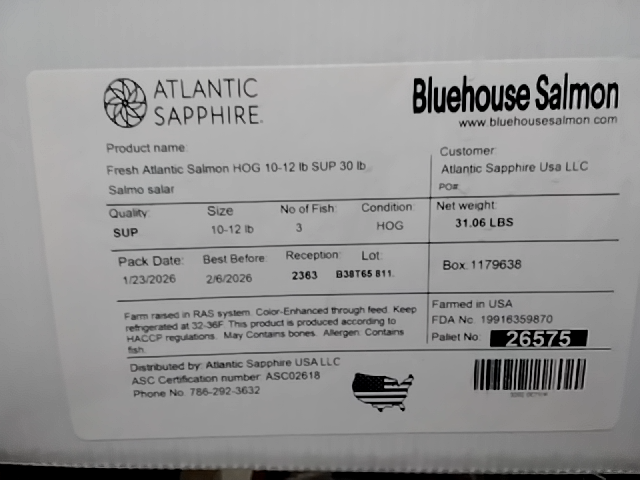 ATLANTIC
SAPPHIRE.
Bluehouse Salmon
www.bluehousesalmon.com
Product name:
Fresh Atlantic Salmon HOG 10-12 lb SUP 30 lb
Salmo salar
Customer:
Atlantic Sapphire Usa LLC
PO#:
Quality: Size No of Fish: Condition:
SUP 10-12 lb 3 HOG
Net weight:
31.06 LBS
Pack Date: Best Before: Reception: Lot:
1/23/2026 2/6/2026 2363 B38T65 811.
Box: 1179638
Farm raised in RAS system. Color-Enhanced through feed. Keep
refrigerated at 32-36F. This product is produced according to
HACCP regulations. May Contains bones. Allergen: Contains
fish.
Farmed in USA
FDA No: 19916359870
Pallet No: 26575
Distributed by: Atlantic Sapphire USA LLC
ASC Certification number: ASC02618
Phone No: 786-292-3632